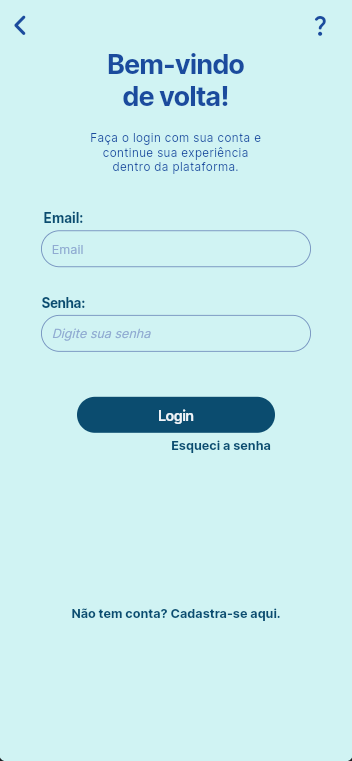 ?
Bem-vindo
de volta!
Faça o login com sua conta e
continue sua experiência
dentro da plataforma.
Email:
Email
Senha:
Digite sua senha
Login
Esqueci a senha
Não tem conta? Cadastra-se aqui.